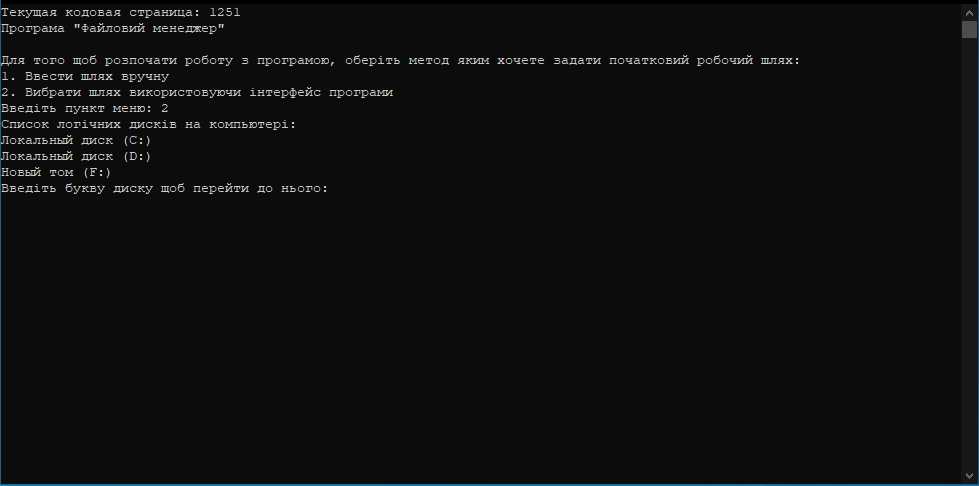 Текущая кодовая страница: 1251
Програма "Файловий менеджер"
Для того щоб розпочати роботу з програмою, оберіть метод яким хочете задати початковий робочий шлях:
1. Ввести шлях вручну
2. Вибрати шлях використовуючи інтерфейс програми
Введіть пункт меню: 2
Список логічних дисків на компьютері:
Локальный диск (C:)
Локальный диск (D:)
Новый том (F:)
Введіть букву диску щоб перейти до нього: